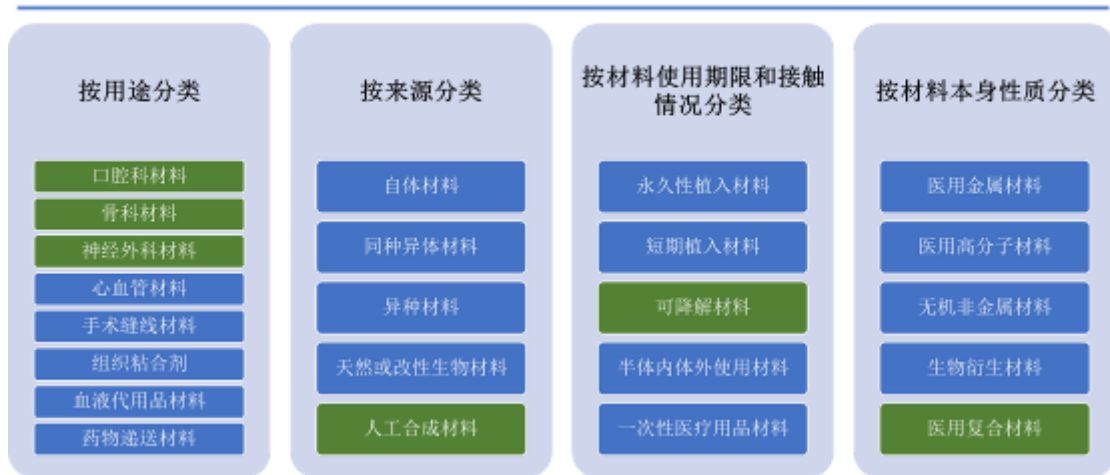 按用途分类
口腔科材料
骨科材料
神经外科材料
心血管材料
手术缝线材料
组织粘合剂
血液代用品材料
药物递送材料
按来源分类
自体材料
同种异体材料
异种材料
天然或改性生物材料
人工合成材料
按材料使用期限和接触
情况分类
永久性植入材料
短期植入材料
可降解材料
半体内体外使用材料
一次性医疗用品材料
按材料本身性质分类
医用金属材料
医用高分子材料
无机非金属材料
生物衍生材料
医用复合材料